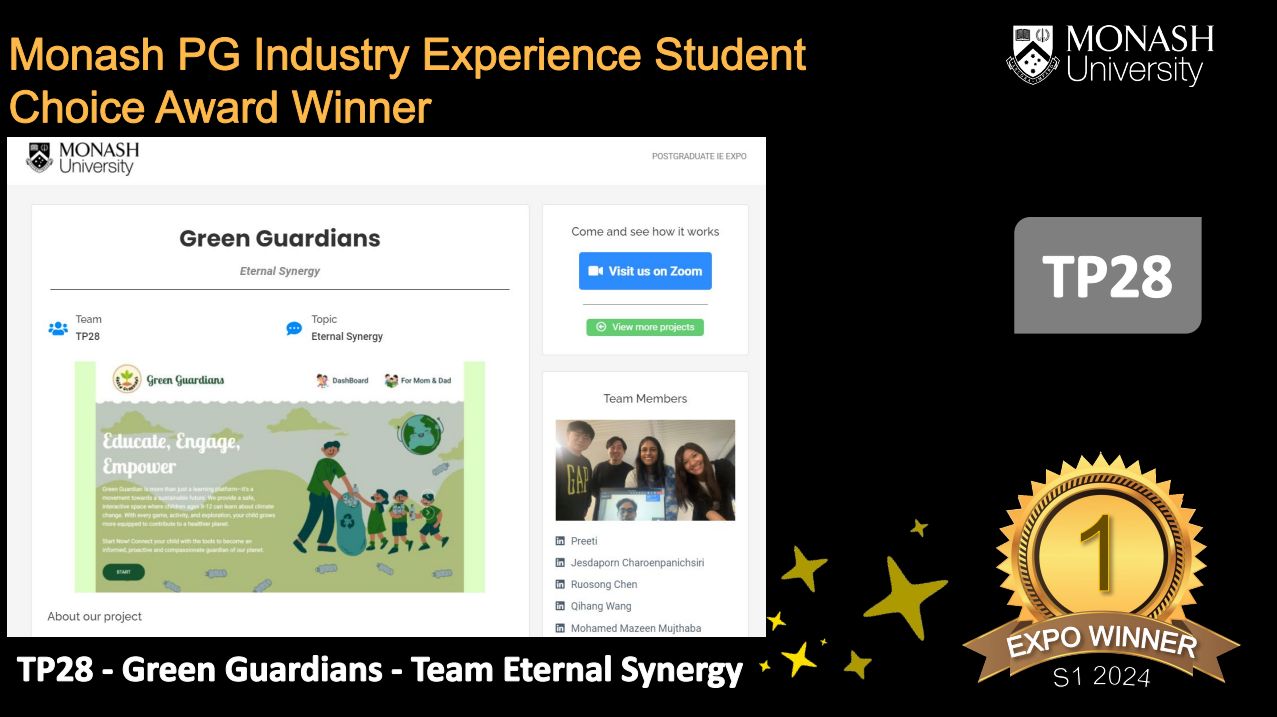 Monash PG Industry Experience Student
Choice Award Winner
MONASH
University
MONASH
University
POSTGRADUATE IE EXPO
Green Guardians
Eternal Synergy
Team
TP28
Topic
Eternal Synergy
Come and see how it works
Visit us on Zoom
View more projects
Green Guardians
DashBoard
For Mom & Dad
Educate, Engage,
Empower
Green Guardian is more than just a learning platform—it's a
movement towards a sustainable future. We provide a safe,
interactive space where children ages 8-12 can learn about climate
change. With every game, activity, and exploration, your child grows
more equipped to contribute to a healthier planet.
Start Now! Connect your child with the tools to become an
informed, proactive and compassionate guardian of our planet.
START
Team Members
GAP
Preeti
Jesdaporn Charoenpanichsiri
Ruosong Chen
Qihang Wang
Mohamed Mazeen Mujthaba
About our project
TP28
1
EXPO WINNER
S1 2024
TP28 - Green Guardians - Team Eternal Synergy